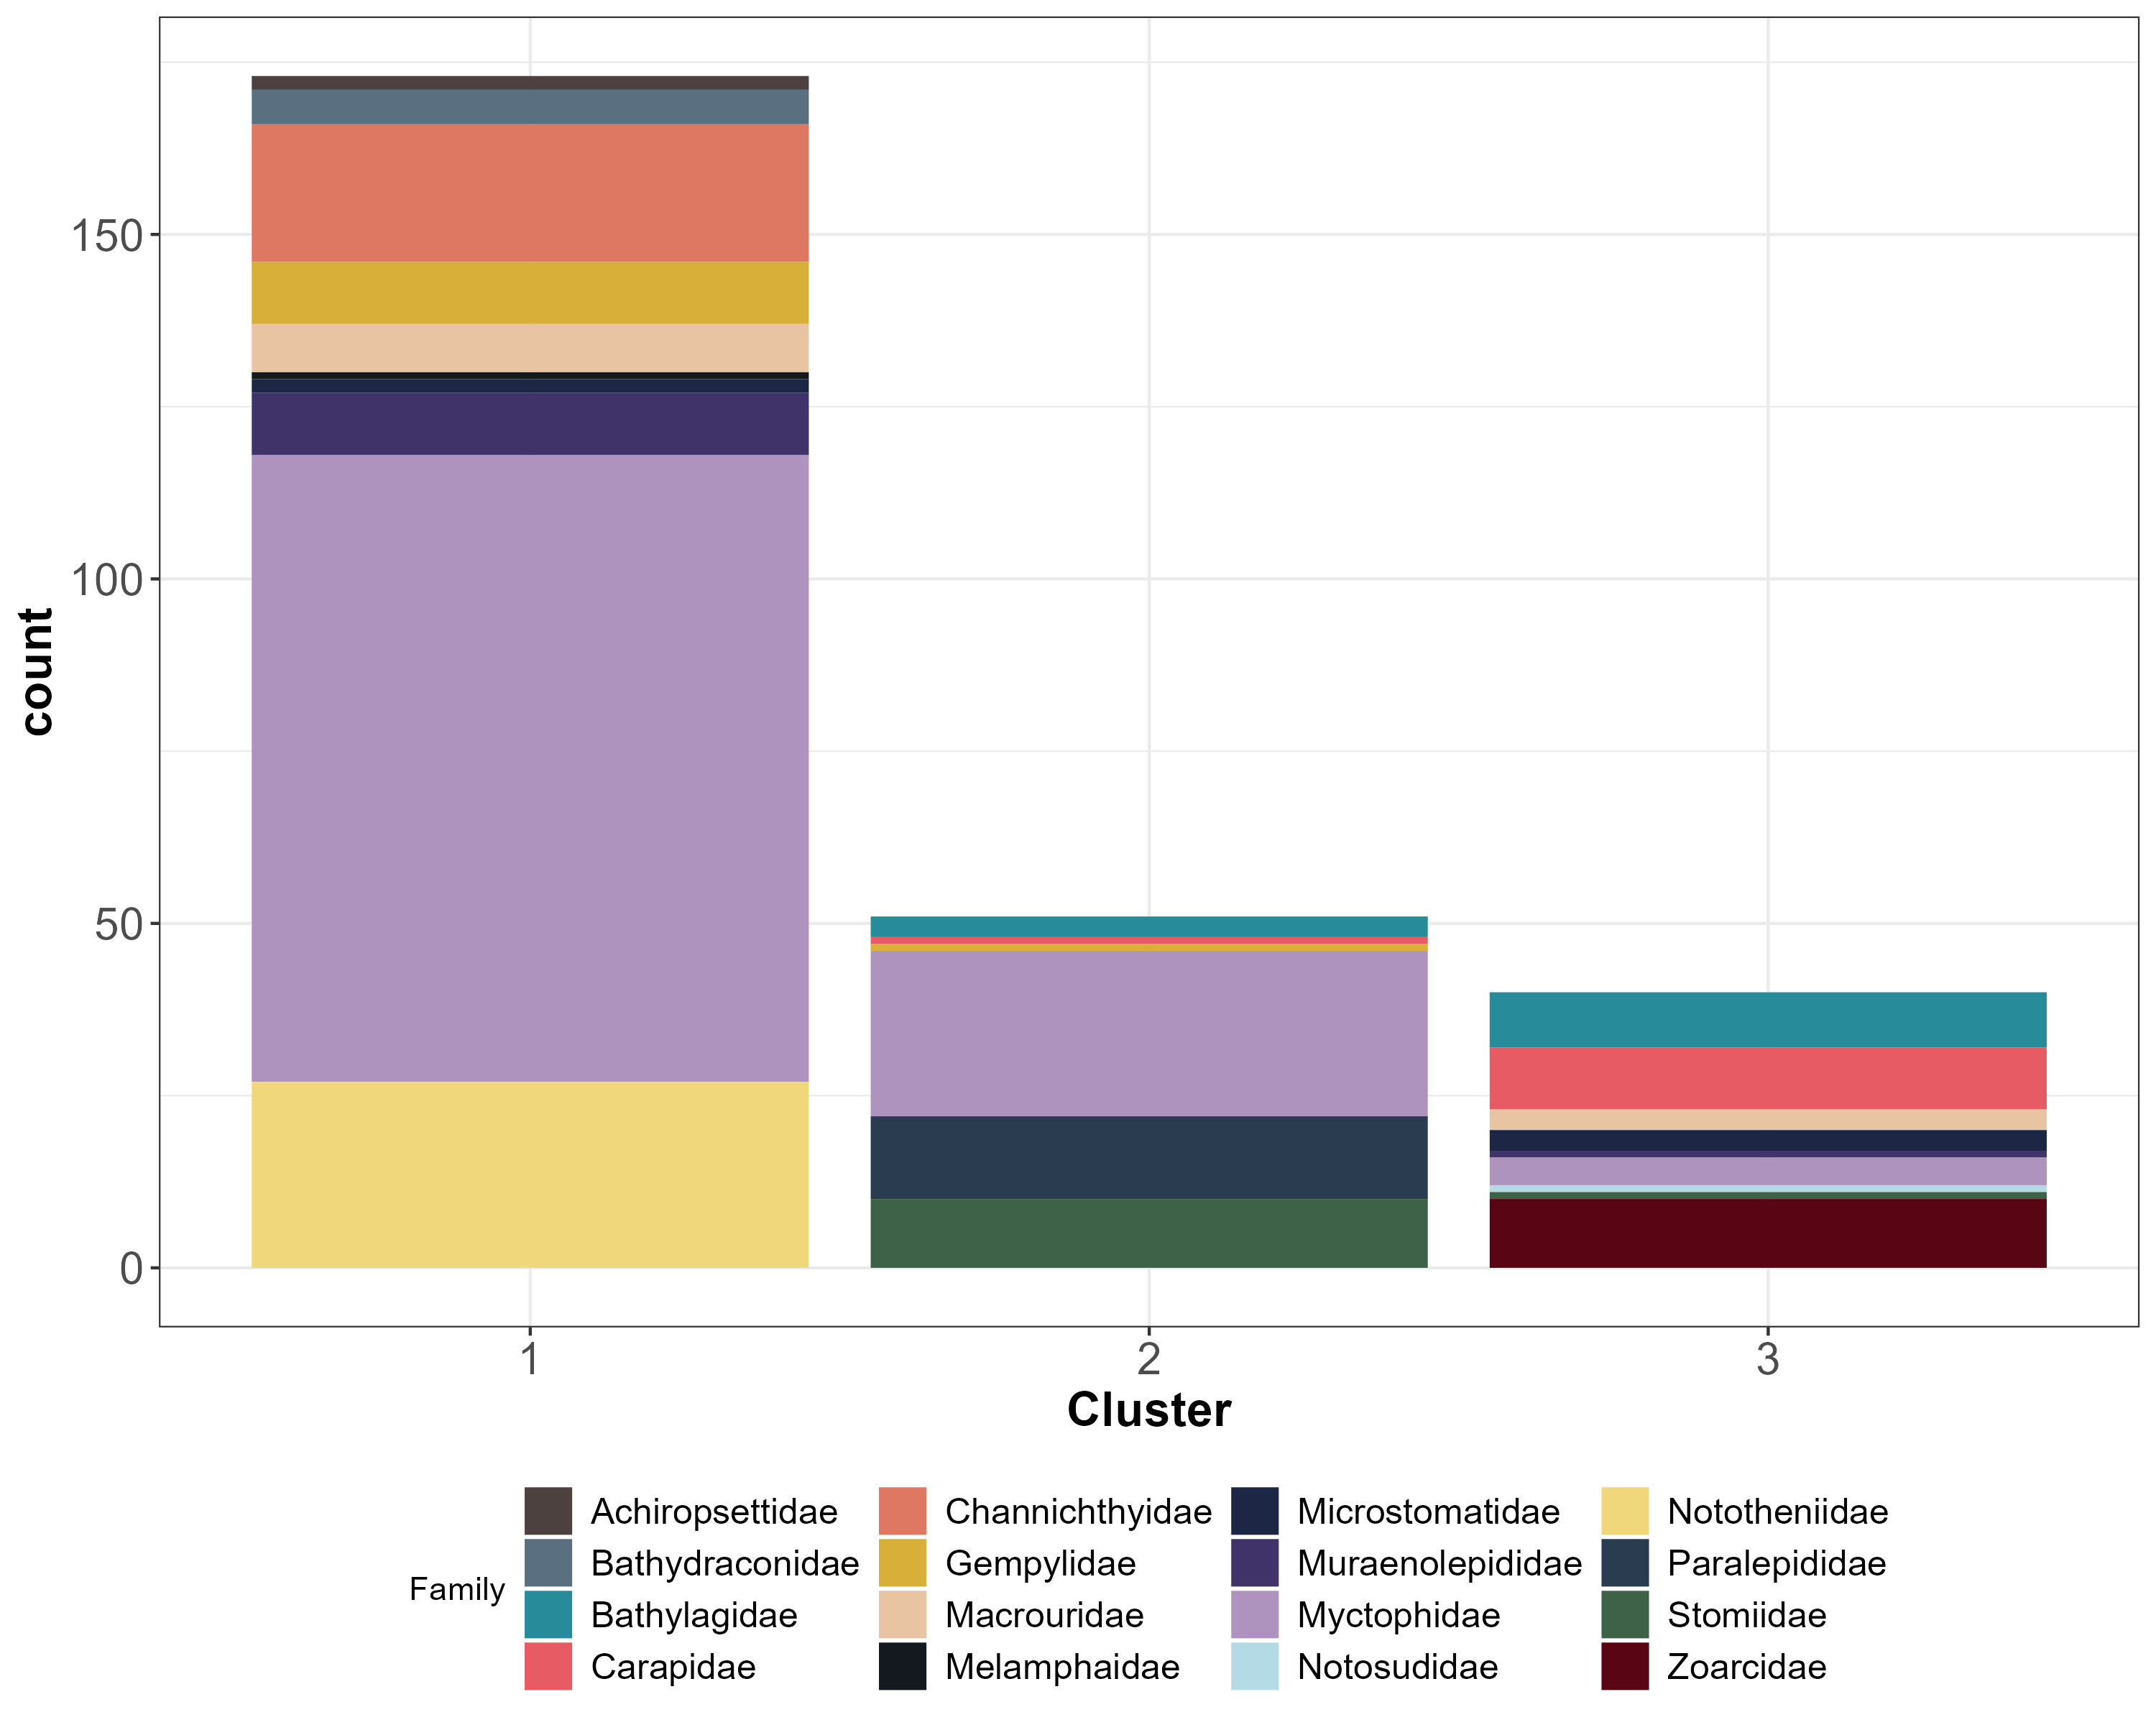 150
100
50
0
count
1 2 3
Cluster
Family
Achiropsettidae Channichthyidae Microstomatidae Nototheniidae
Bathydraconidae Gempylidae Muraenolepididae Paralepididae
Bathylagidae Macrouridae Myctophidae Stomiidae
Carapidae Melamphaidae Notosudidae Zoarcidae